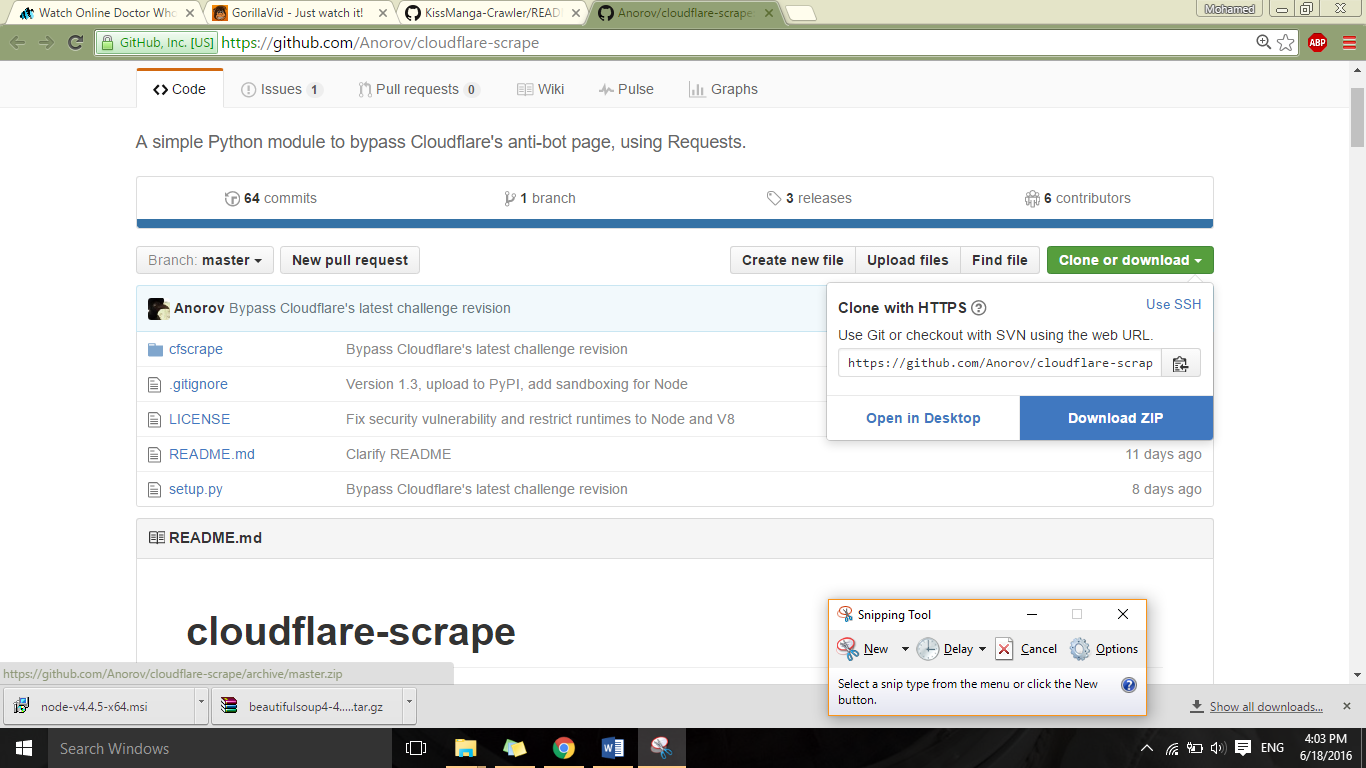 Watch Online Doctor Who
GorillaVid - Just watch it!
KissManga-Crawler/READ
Anorov/cloudflare-scrape
Mohamed
GitHub, Inc. [US]
https://github.com/Anorov/cloudflare-scrape
ABP
Code
Issues 1
Pull requests 0
Wiki
Pulse
Graphs
A simple Python module to bypass Cloudflare's anti-bot page, using Requests.
64 commits
1 branch
3 releases
6 contributors
Branch: master
New pull request
Create new file
Upload files
Find file
Clone or download
Anorov Bypass Cloudflare's latest challenge revision
Clone with HTTPS
Use SSH
Use Git or checkout with SVN using the web URL.
https://github.com/Anorov/cloudflare-scrap
Open in Desktop
Download ZIP
cfscrape Bypass Cloudflare's latest challenge revision
.gitignore Version 1.3, upload to PyPI, add sandboxing for Node
LICENSE Fix security vulnerability and restrict runtimes to Node and V8
README.md Clarify README 11 days ago
setup.py Bypass Cloudflare's latest challenge revision 8 days ago
README.md
cloudflare-scrape
Snipping Tool
New Delay Cancel Options
Select a snip type from the menu or click the New
button.
https://github.com/Anorov/cloudflare-scrape/archive/master.zip
node-v4.4.5-x64.msi
beautifulsoup4-4.....tar.gz
Show all downloads...
Search Windows
ENG
4:03 PM
6/18/2016